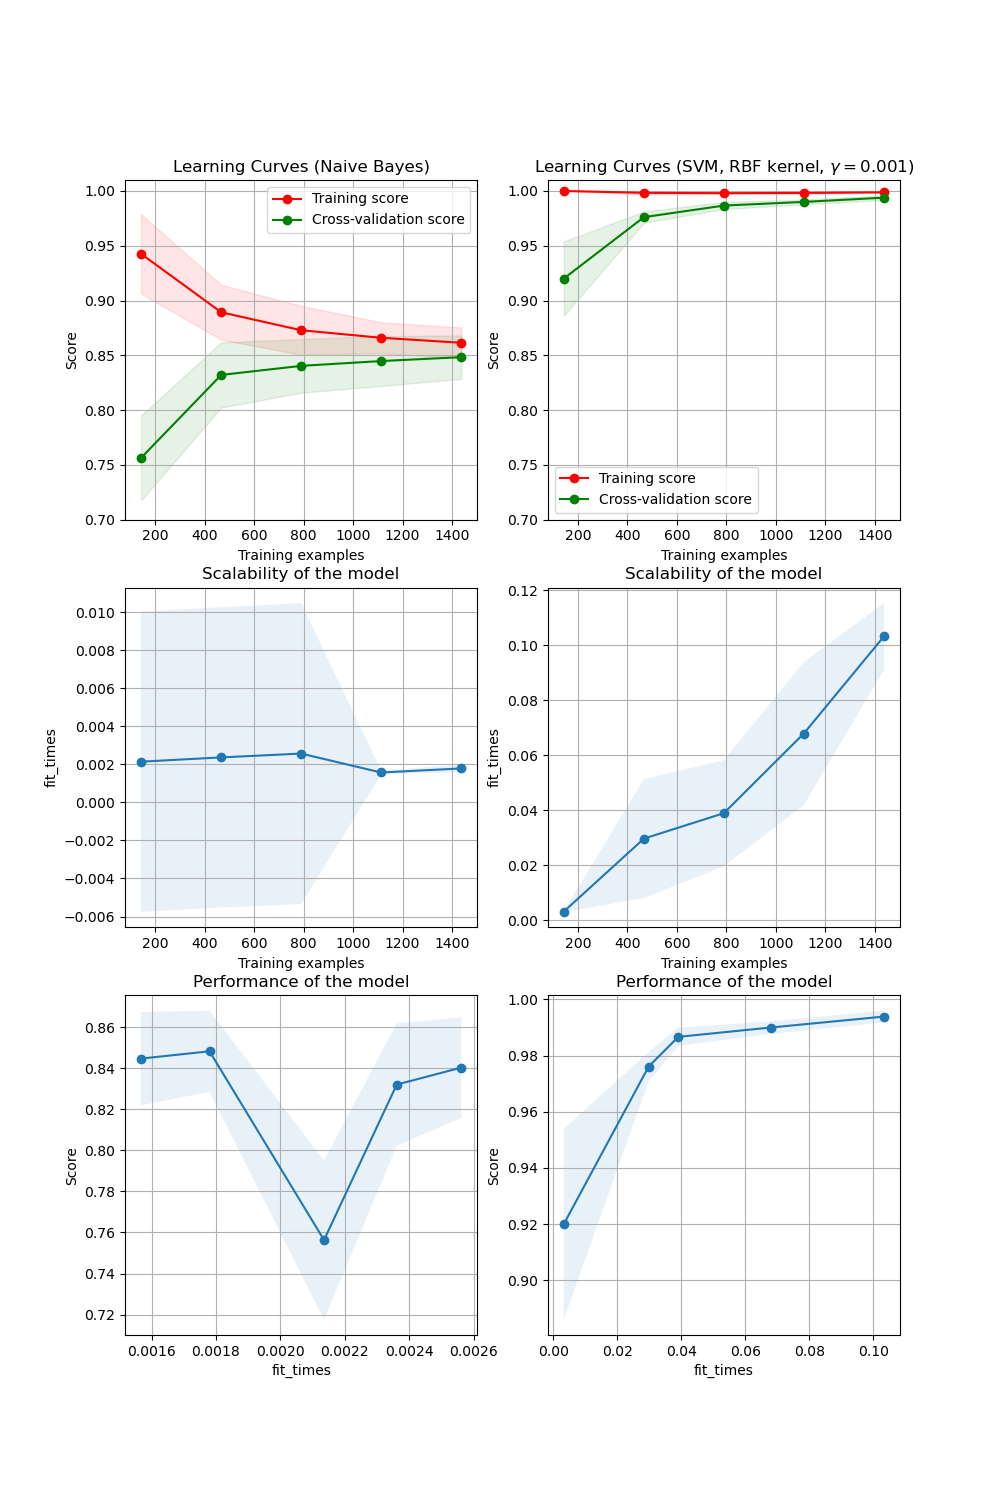 Learning Curves (Naive Bayes)
1.00
0.95
0.90
0.85
0.80
0.75
0.70
Score
Training score
Cross-validation score
200 400 600 800 1000 1200 1400
Training examples
Learning Curves (SVM, RBF kernel, γ = 0.001)
1.00
0.95
0.90
0.85
0.80
0.75
0.70
Score
Training score
Cross-validation score
200 400 600 800 1000 1200 1400
Training examples
Scalability of the model
0.010
0.008
0.006
0.004
0.002
0.000
−0.002
−0.004
−0.006
fit_times
200 400 600 800 1000 1200 1400
Training examples
Scalability of the model
0.12
0.10
0.08
0.06
0.04
0.02
0.00
fit_times
200 400 600 800 1000 1200 1400
Training examples
Performance of the model
0.86
0.84
0.82
0.80
0.78
0.76
0.74
0.72
Score
0.0016 0.0018 0.0020 0.0022 0.0024 0.0026
fit_times
Performance of the model
1.00
0.98
0.96
0.94
0.92
0.90
Score
0.00 0.02 0.04 0.06 0.08 0.10
fit_times